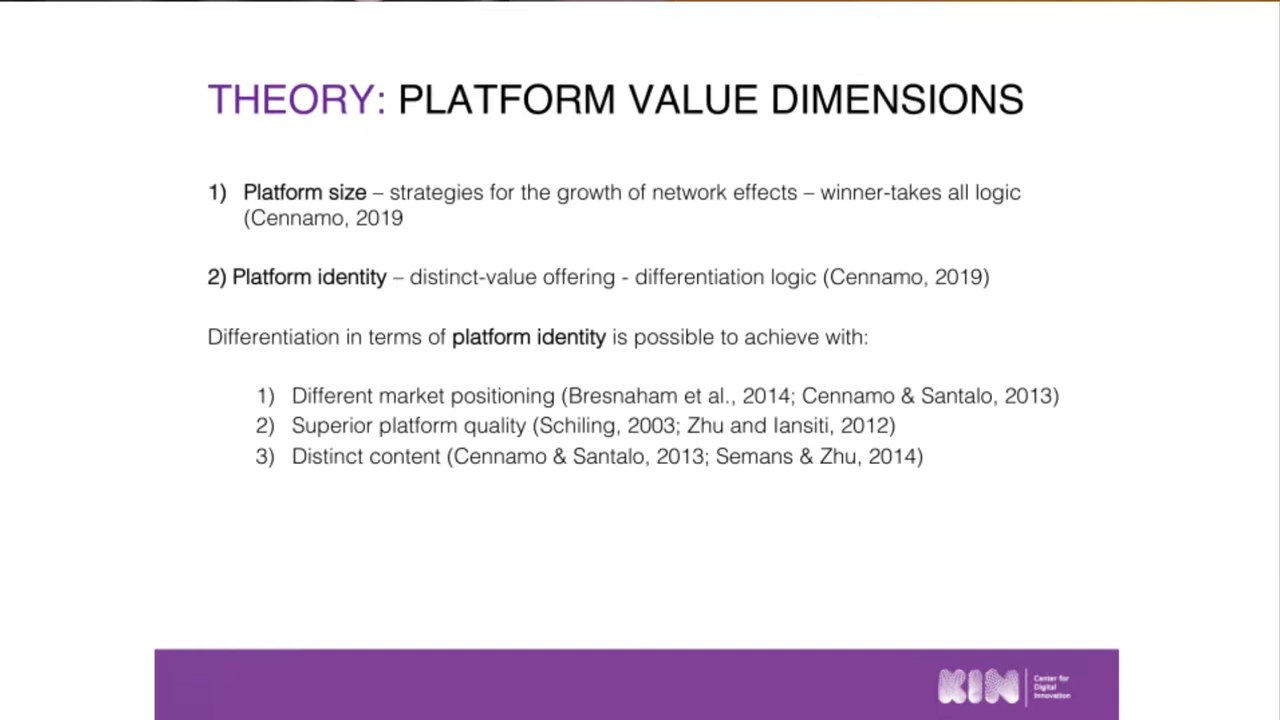 THEORY: PLATFORM VALUE DIMENSIONS
1) Platform size – strategies for the growth of network effects – winner-takes all logic
(Cennamo, 2019
2) Platform identity – distinct-value offering - differentiation logic (Cennamo, 2019)
Differentiation in terms of platform identity is possible to achieve with:
1) Different market positioning (Bresnaham et al., 2014; Cennamo & Santalo, 2013)
2) Superior platform quality (Schiling, 2003; Zhu and Iansiti, 2012)
3) Distinct content (Cennamo & Santalo, 2013; Semans & Zhu, 2014)
KIN
Center for
Digital
Innovation